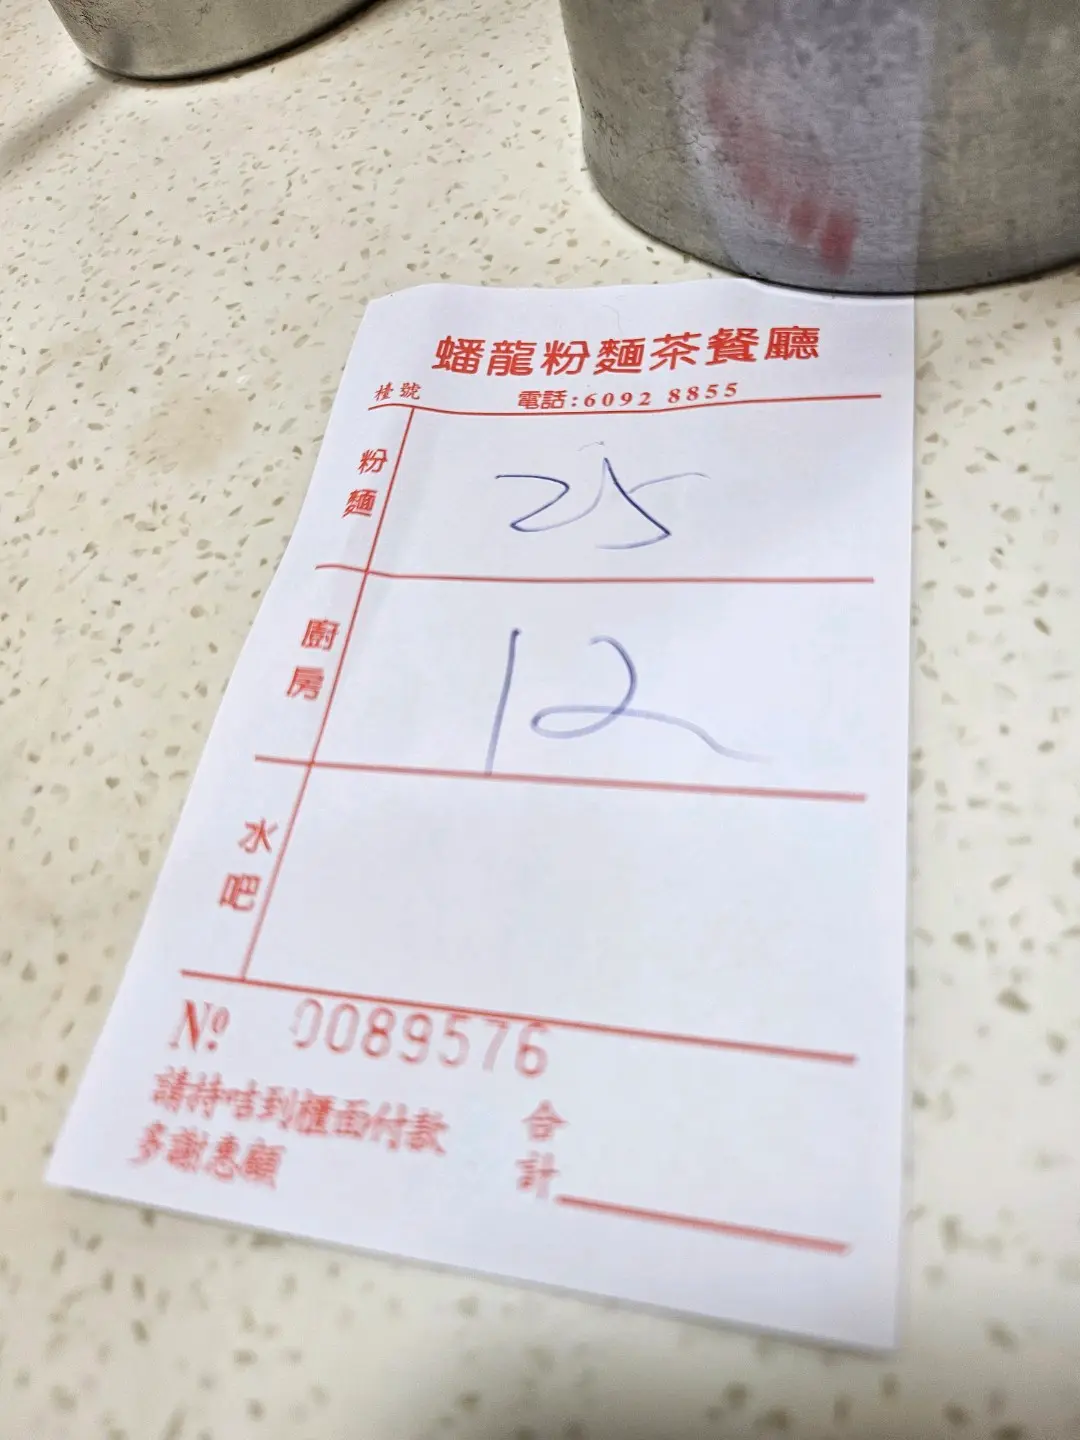 蟠龍粉麵茶餐廳
檯號 電話:6092 8855
粉麵 25
廚房 12
水吧
Nº 0089576
請持咭到櫃面付款 合計
多謝惠顧